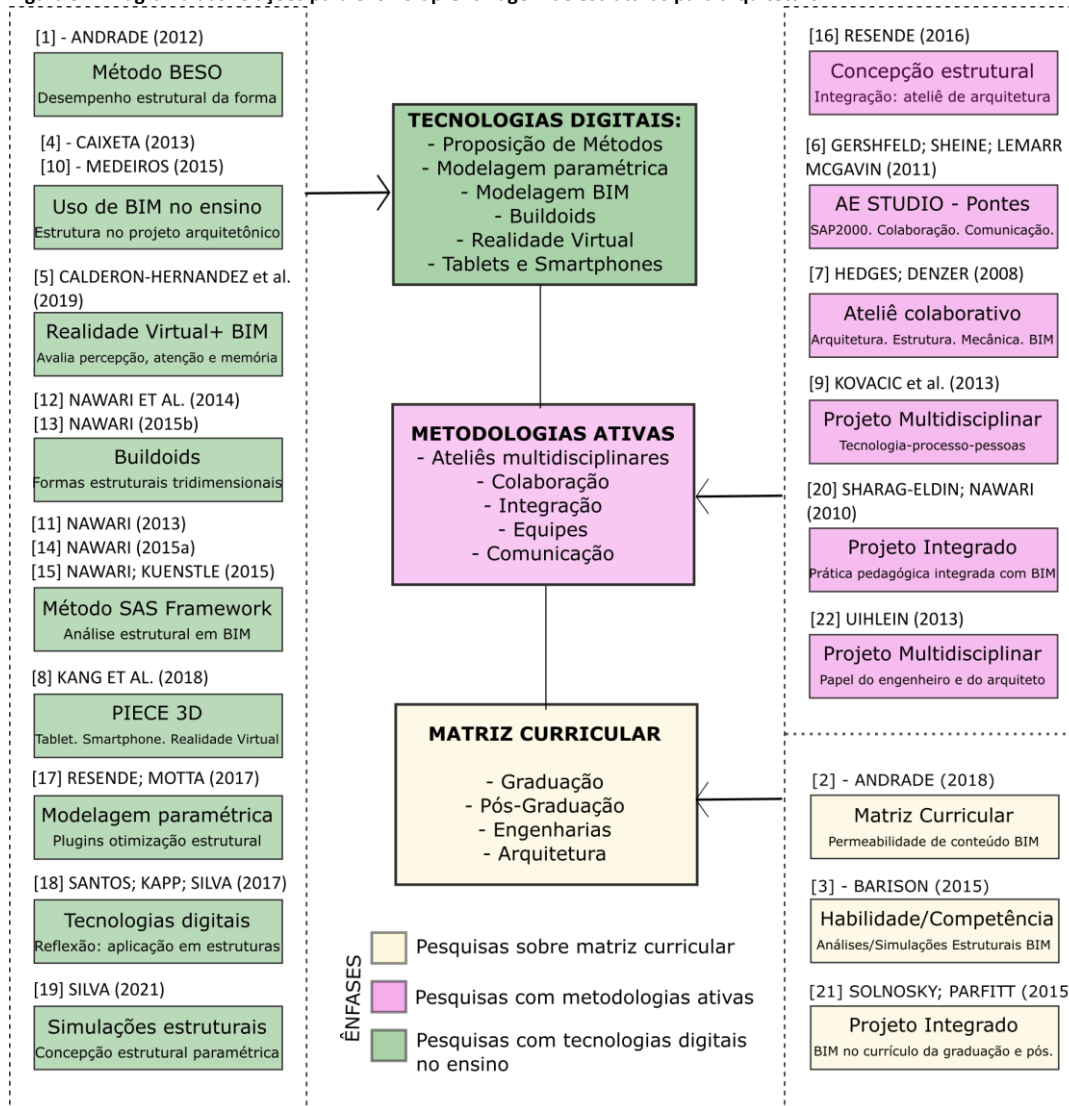 [1] - ANDRADE (2012)
Método BESO
Desempenho estrutural da forma
[4] - CAIXETA (2013)
[10] - MEDEIROS (2015)
Uso de BIM no ensino
Estrutura no projeto arquitetônico
[5] CALDERON-HERNANDEZ et al.
(2019)
Realidade Virtual+ BIM
Avalia percepção, atenção e memória
[12] NAWARI ET AL. (2014)
[13] NAWARI (2015b)
Buildoids
Formas estruturais tridimensionais
[11] NAWARI (2013)
[14] NAWARI (2015a)
[15] NAWARI; KUENSTLE (2015)
Método SAS Framework
Análise estrutural em BIM
[8] KANG ET AL. (2018)
PIECE 3D
Tablet. Smartphone. Realidade Virtual
[17] RESENDE; MOTTA (2017)
Modelagem paramétrica
Plugins otimização estrutural
[18] SANTOS; KAPP; SILVA (2017)
Tecnologias digitais
Reflexão: aplicação em estruturas
[19] SILVA (2021)
Simulações estruturais
Concepção estrutural paramétrica
TECNOLOGIAS DIGITAIS:
- Proposição de Métodos
- Modelagem paramétrica
- Modelagem BIM
- Buildoids
- Realidade Virtual
- Tablets e Smartphones
METODOLOGIAS ATIVAS
- Ateliês multidisciplinares
- Colaboração
- Integração
- Equipes
- Comunicação
MATRIZ CURRICULAR
- Graduação
- Pós-Graduação
- Engenharias
- Arquitetura
ÊNFASES
Pesquisas sobre matriz curricular
Pesquisas com metodologias ativas
Pesquisas com tecnologias digitais
no ensino
[16] RESENDE (2016)
Concepção estrutural
Integração: ateliê de arquitetura
[6] GERSHFELD; SHEINE; LEMARR
MCGAVIN (2011)
AE STUDIO - Pontes
SAP2000. Colaboração. Comunicação.
[7] HEDGES; DENZER (2008)
Ateliê colaborativo
Arquitetura. Estrutura. Mecânica. BIM
[9] KOVACIC et al. (2013)
Projeto Multidisciplinar
Tecnologia-processo-pessoas
[20] SHARAG-ELDIN; NAWARI
(2010)
Projeto Integrado
Prática pedagógica integrada com BIM
[22] UIHLEIN (2013)
Projeto Multidisciplinar
Papel do engenheiro e do arquiteto
[2] - ANDRADE (2018)
Matriz Curricular
Permeabilidade de conteúdo BIM
[3] - BARISON (2015)
Habilidade/Competência
Análises/Simulações Estruturais BIM
[21] SOLNOSKY; PARFITT (2015
Projeto Integrado
BIM no currículo da graduação e pós.